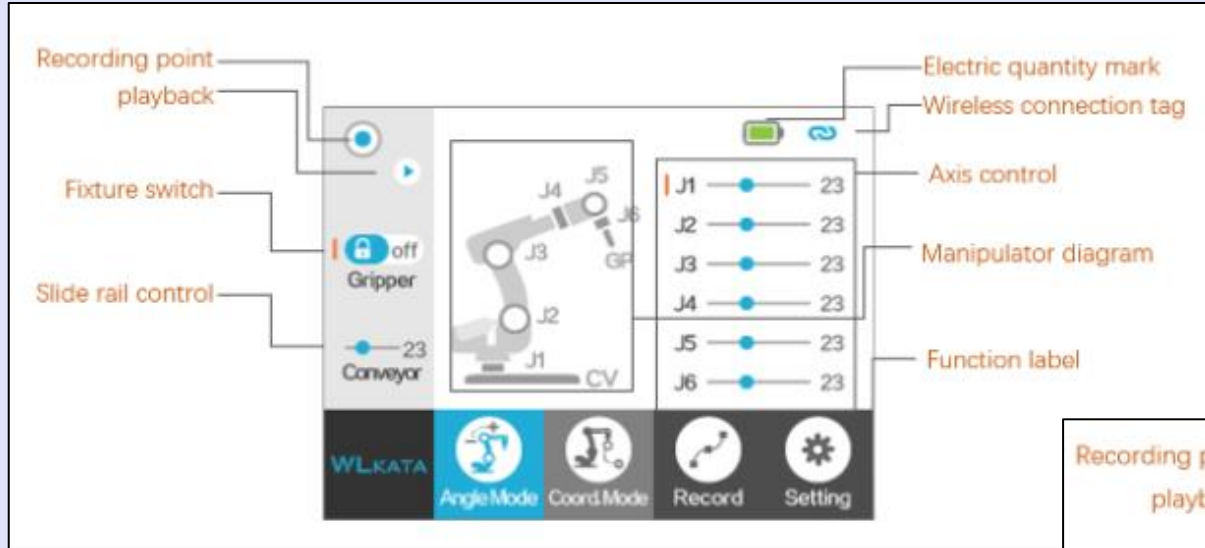 Recording point
playback
Fixture switch
Slide rail control
off
Gripper
23
Conveyor
J5
J4
J6
J3
GP
J2
J1
CV
J1 23
J2 23
J3 23
J4 23
J5 23
J6 23
Electric quantity mark
Wireless connection tag
Axis control
Manipulator diagram
Function label
WLKATA
Angle Mode
Coord.Mode
Record
Setting
Recording